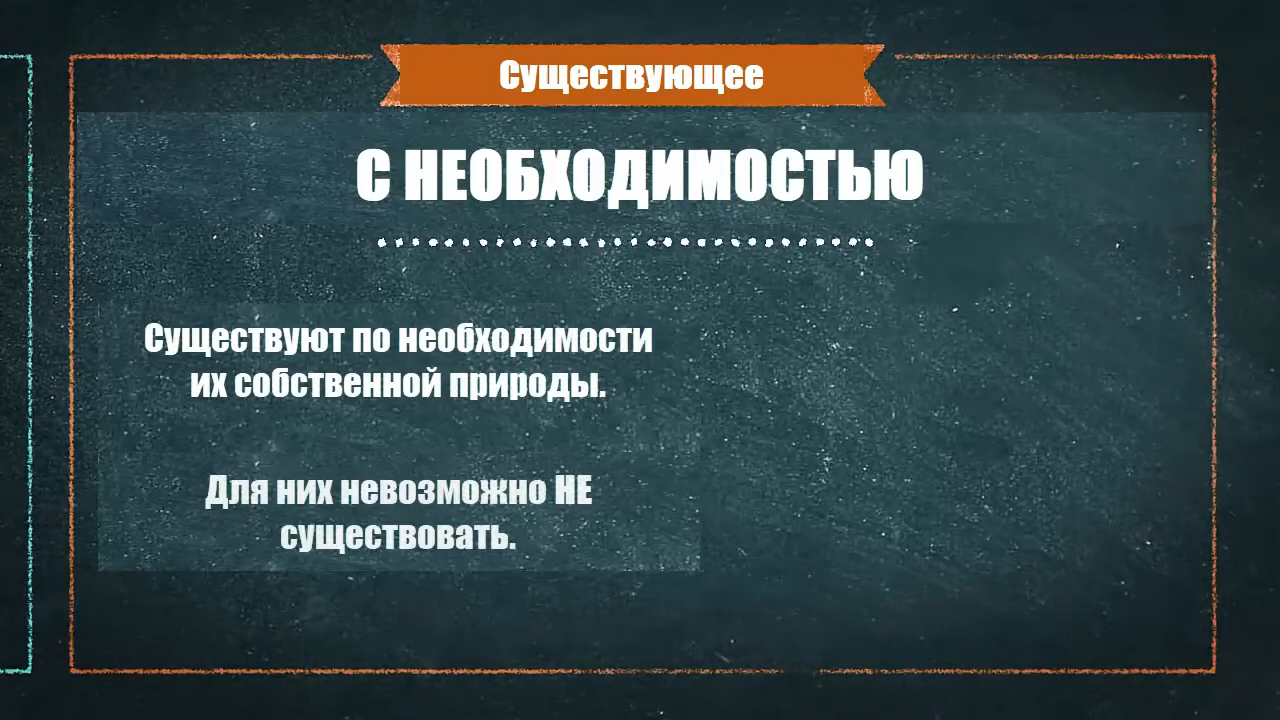 Существующее
С НЕОБХОДИМОСТЬЮ
Существуют по необходимости
их собственной природы.
Для них невозможно НЕ
существовать.